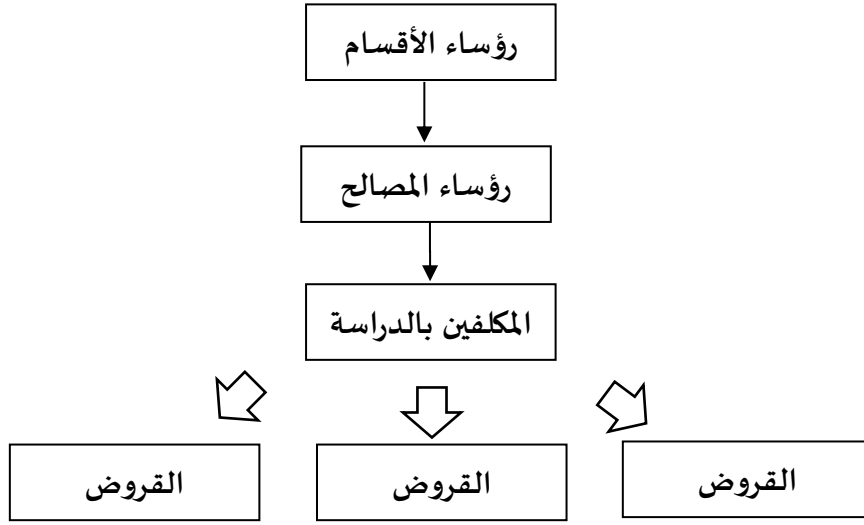 رؤساء الأقسام
رؤساء المصالح
المكلفين بالدراسة
القروض
القروض
القروض